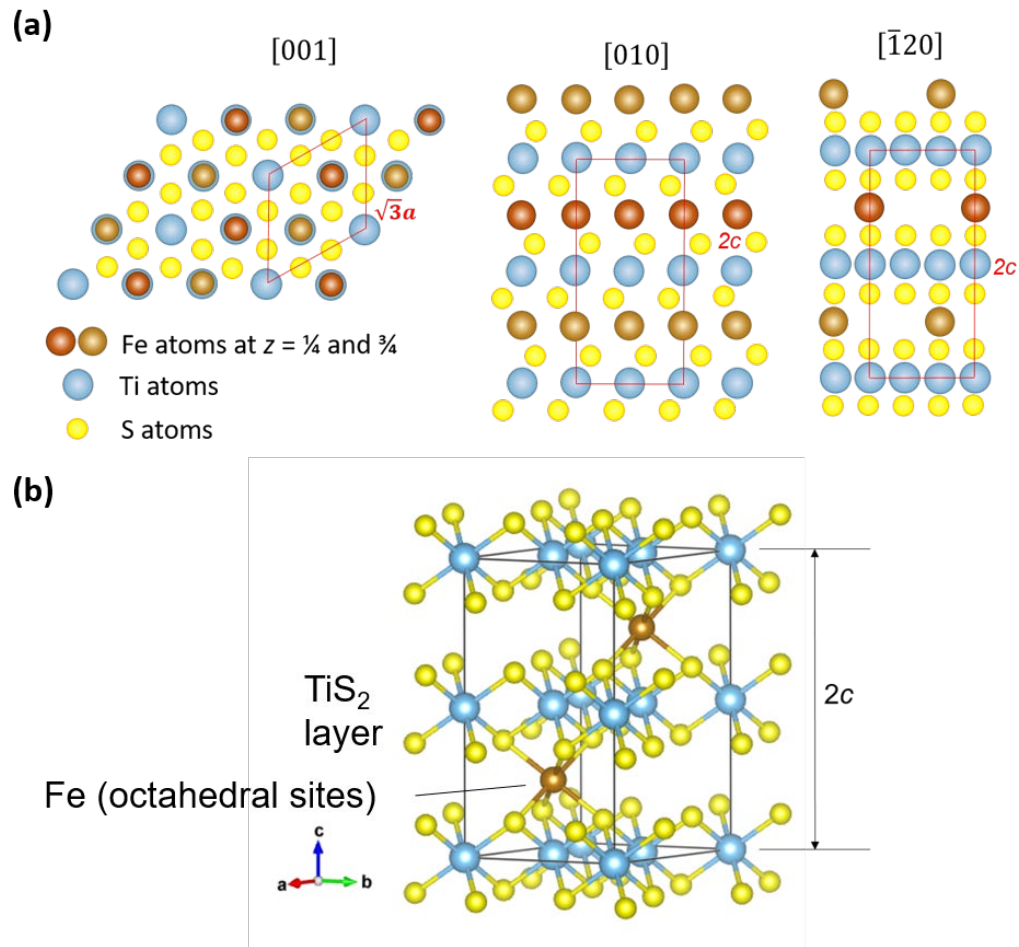 (a)
[001]
[010]
[1̅20]
√3a
2c
2c
Fe atoms at z = ¼ and ¾
Ti atoms
S atoms
(b)
TiS₂
layer
2c
Fe (octahedral sites)
c
a
b